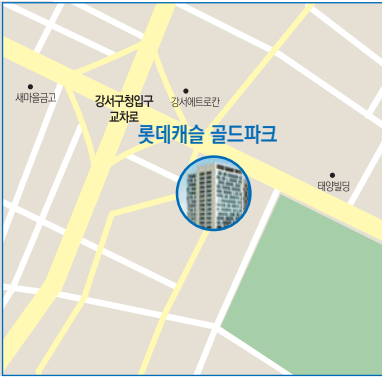 새마을금고
강서구청입구
교차로
강서에트로칸
롯데캐슬 골드파크
태양빌딩